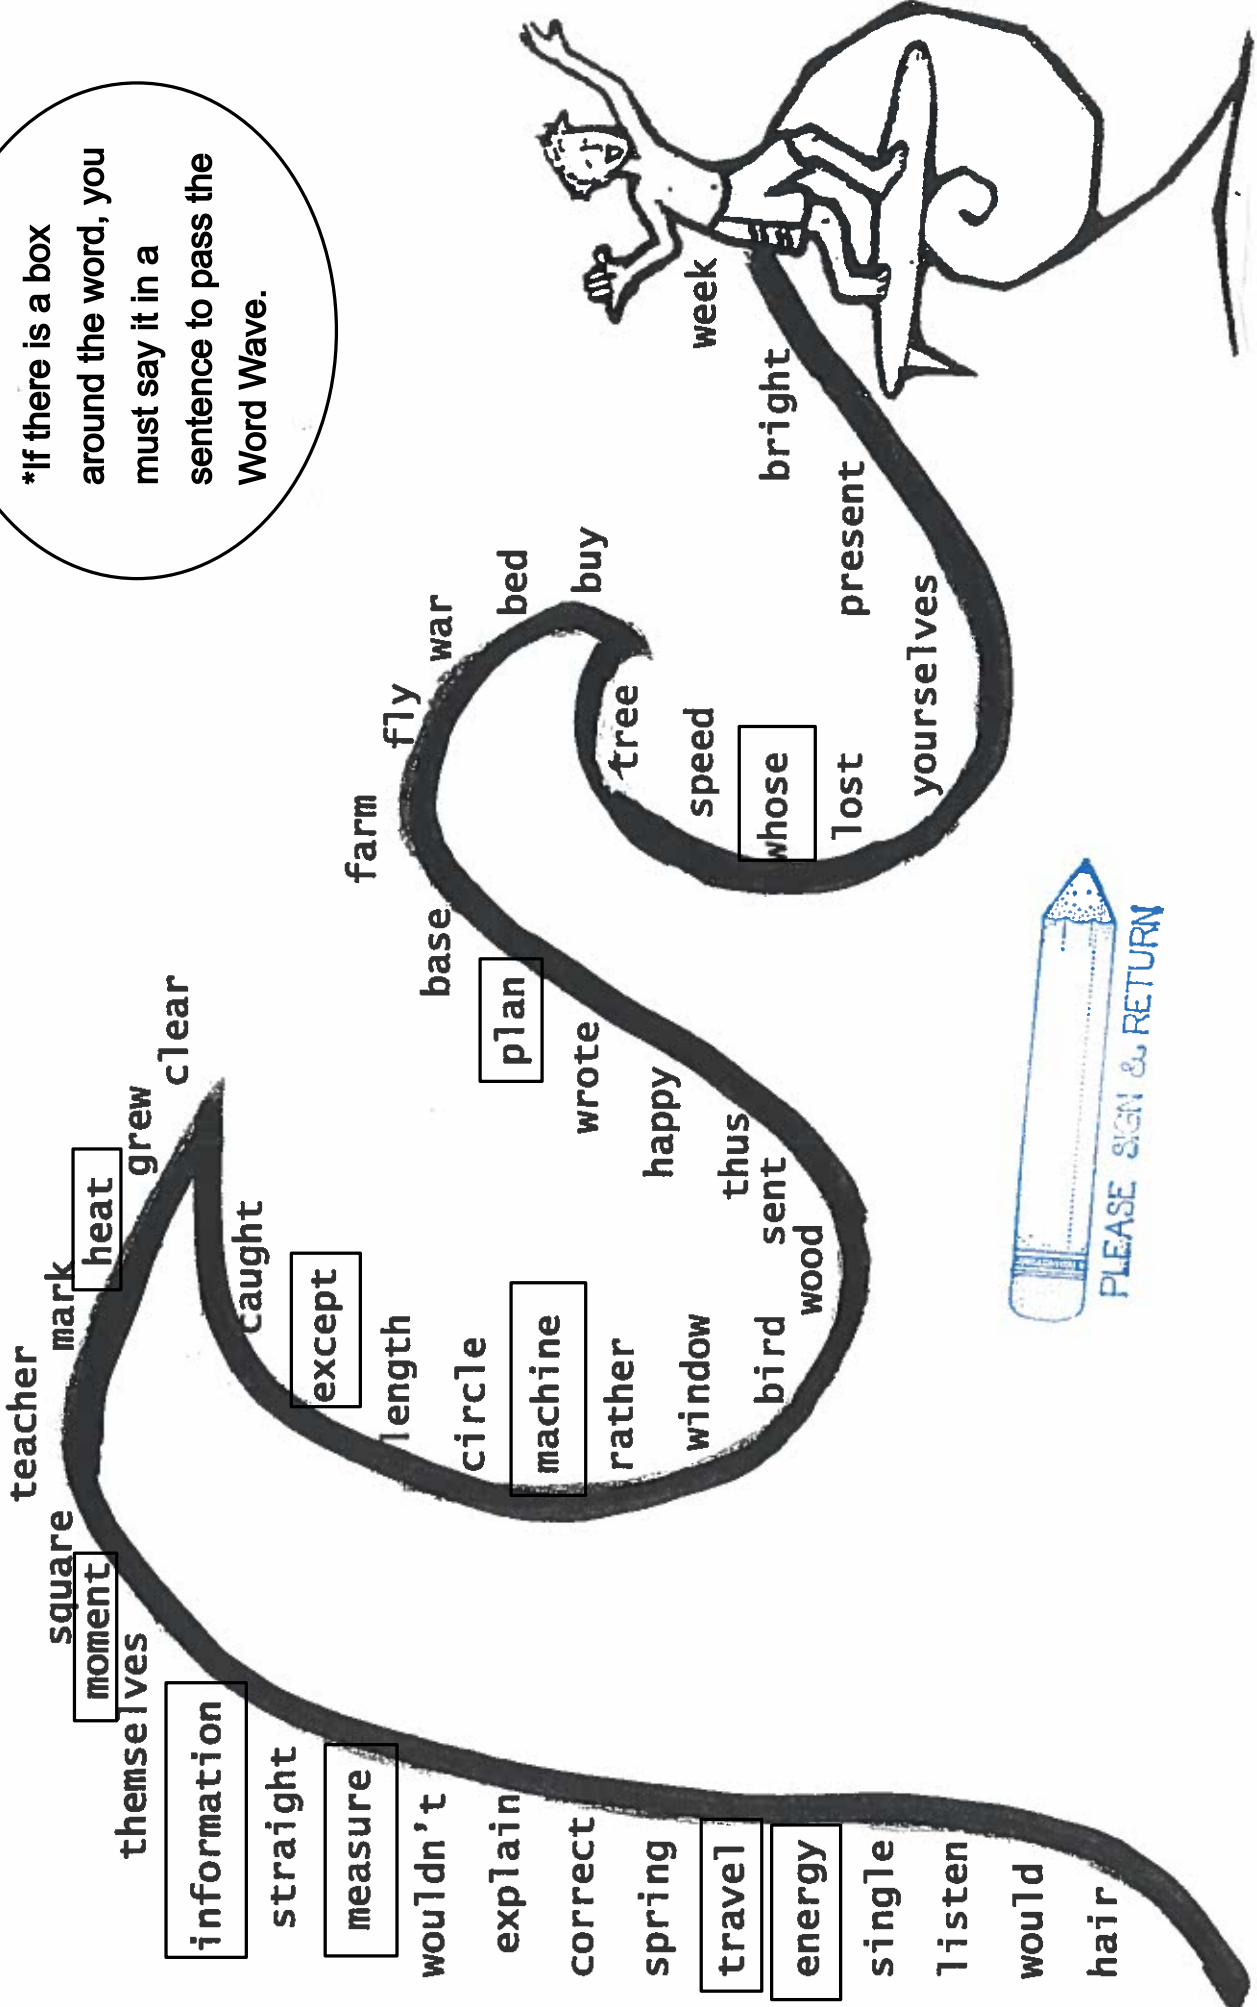 *If there is a box
around the word, you
must say it in a
sentence to pass the
Word Wave.
hair
would
listen
single
energy
travel
spring
correct
explain
wouldn't
measure
straight
information
themselves
moment
square
teacher
mark
heat
grew
clear
caught
except
length
circle
machine
rather
window
bird
wood
sent
thus
happy
wrote
plan
base
farm
fly
war
bed
buy
tree
speed
whose
lost
yourselves
present
bright
week
PLEASE SIGN & RETURN